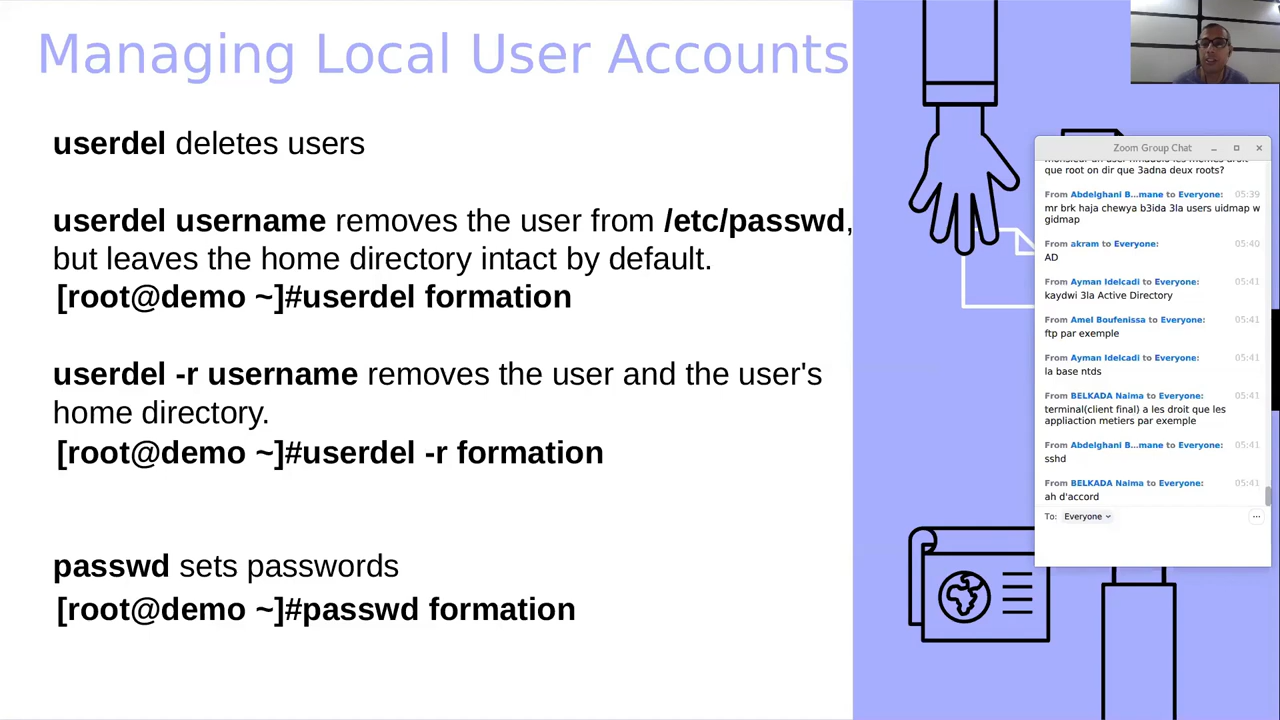 Managing Local User Accounts
userdel deletes users
userdel username removes the user from /etc/passwd,
but leaves the home directory intact by default.
[root@demo ~]#userdel formation
userdel -r username removes the user and the user's
home directory.
[root@demo ~]#userdel -r formation
passwd sets passwords
[root@demo ~]#passwd formation
Zoom Group Chat
que root on dir que 3adna deux roots?
From Abdelghani B...mane to Everyone: 05:39
mr brk haja chewya b3ida 3la users uidmap w
gidmap
From akram to Everyone: 05:40
AD
From Ayman Idelcadi to Everyone: 05:41
kaydwi 3la Active Directory
From Amel Boufenissa to Everyone: 05:41
ftp par exemple
From Ayman Idelcadi to Everyone: 05:41
la base ntds
From BELKADA Naima to Everyone: 05:41
terminal(client final) a les droit que les
appliaction metiers par exemple
From Abdelghani B...mane to Everyone: 05:41
sshd
From BELKADA Naima to Everyone: 05:41
ah d'accord
To: Everyone